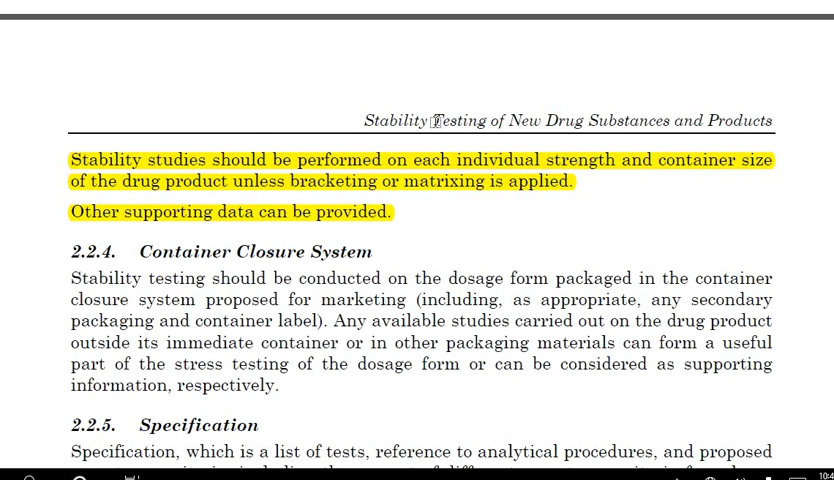 Stability Testing of New Drug Substances and Products
Stability studies should be performed on each individual strength and container size
of the drug product unless bracketing or matrixing is applied.
Other supporting data can be provided.
2.2.4. Container Closure System
Stability testing should be conducted on the dosage form packaged in the container
closure system proposed for marketing (including, as appropriate, any secondary
packaging and container label). Any available studies carried out on the drug product
outside its immediate container or in other packaging materials can form a useful
part of the stress testing of the dosage form or can be considered as supporting
information, respectively.
2.2.5. Specification
Specification, which is a list of tests, reference to analytical procedures, and proposed